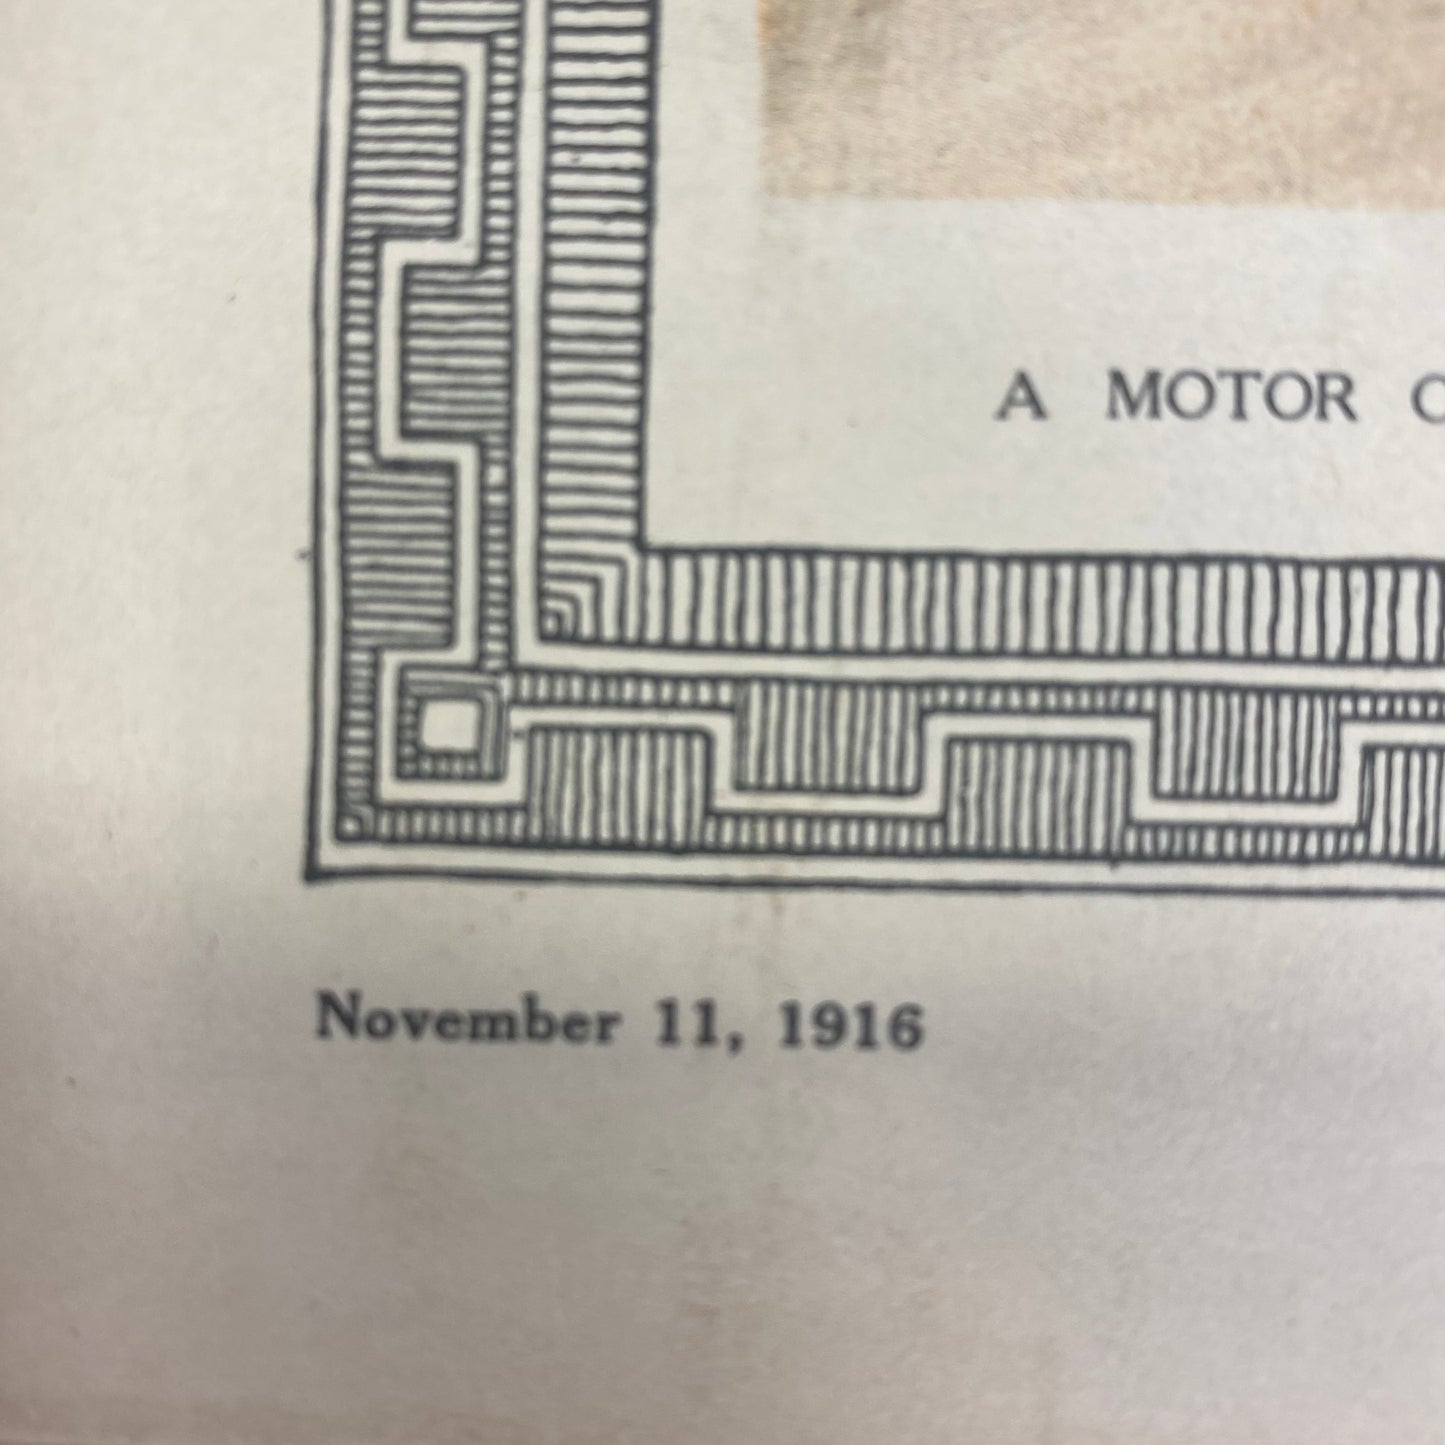 A MOTOR
November 11, 1916